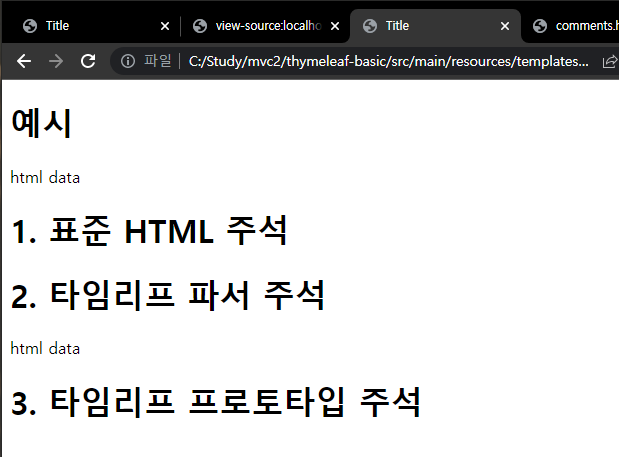 Title
view-source:localho
Title
comments.h
파일
C:/Study/mvc2/thymeleaf-basic/src/main/resources/templates...
예시
html data
1. 표준 HTML 주석
2. 타임리프 파서 주석
html data
3. 타임리프 프로토타입 주석